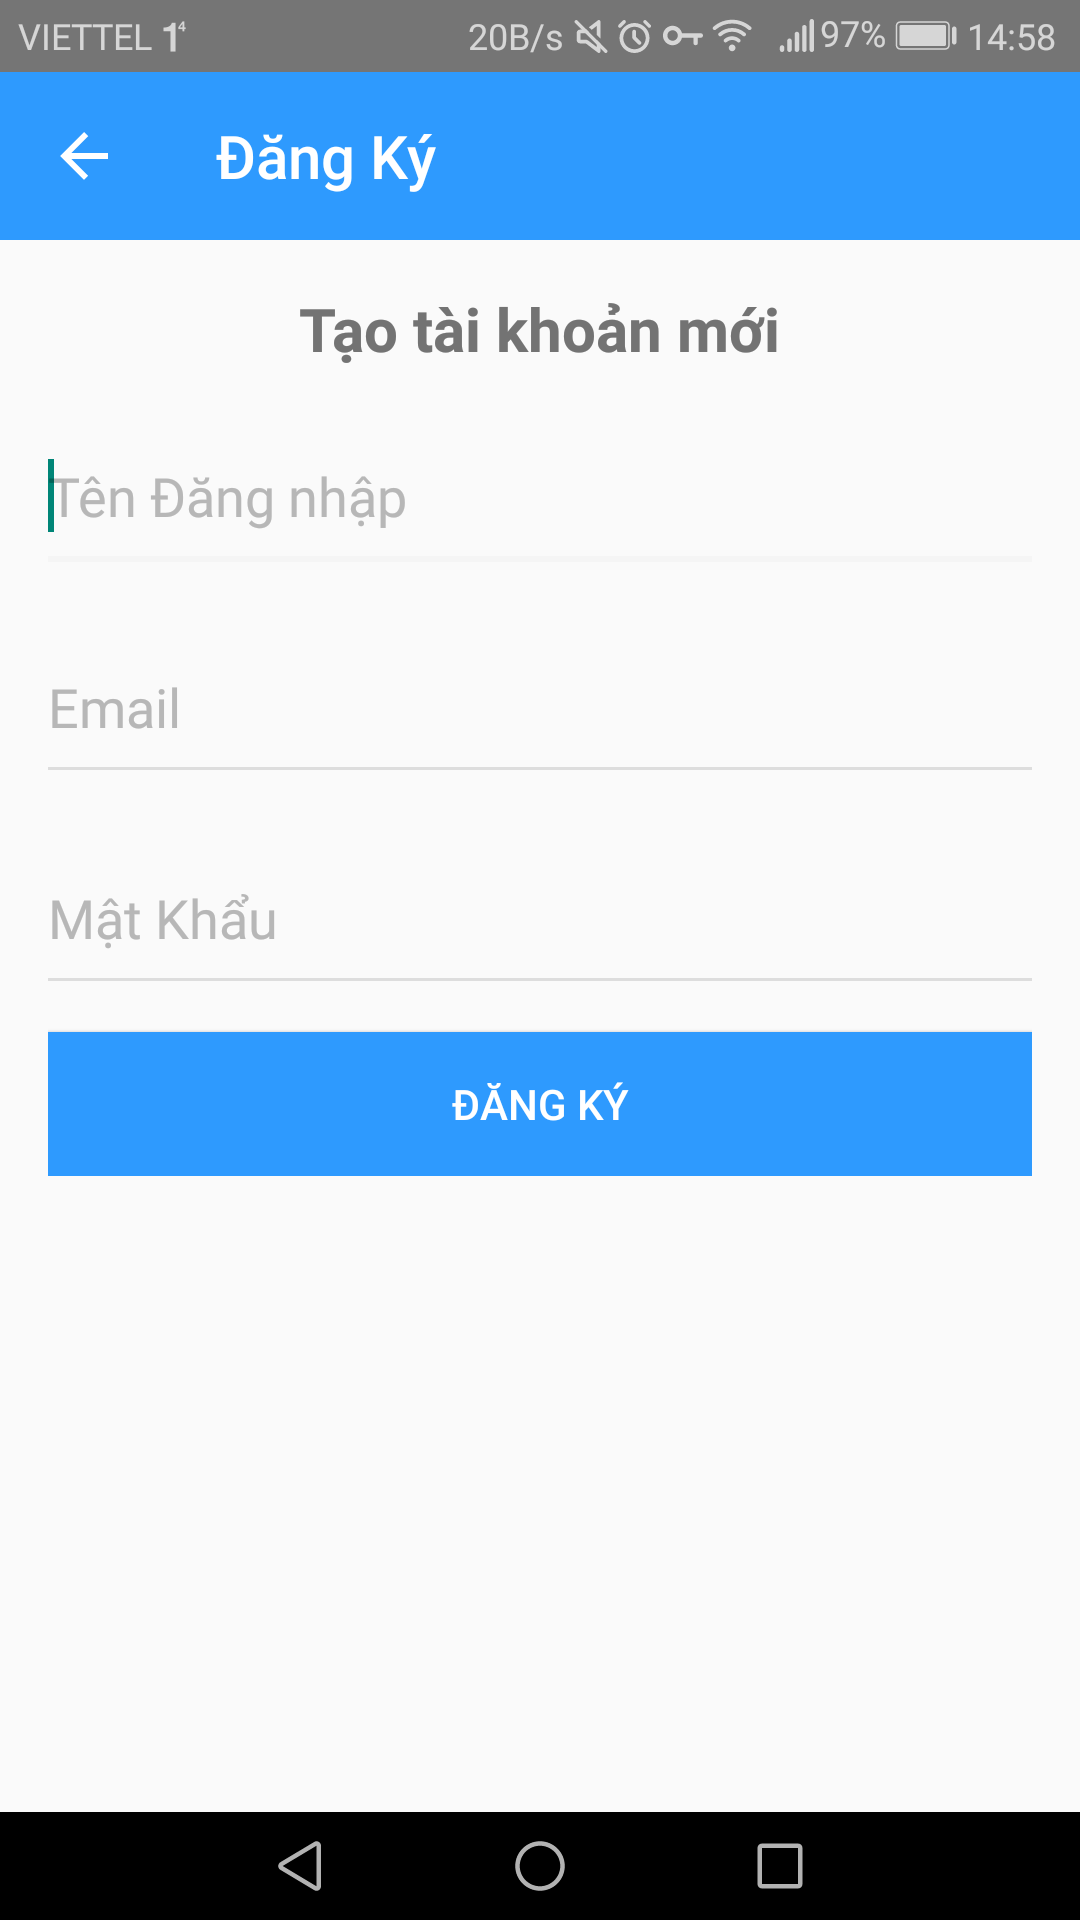 VIETTEL 1⁴ 20B/s 97% 14:58
Đăng Ký
Tạo tài khoản mới
Tên Đăng nhập
Email
Mật Khẩu
ĐĂNG KÝ